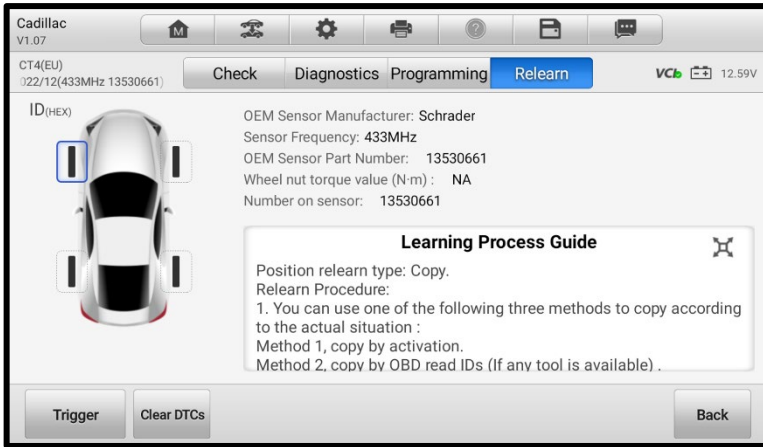 Cadillac
V1.07
M
?
CT4(EU)
022/12(433MHz 13530661)
Check
Diagnostics
Programming
Relearn
VCI
12.59V
ID(HEX)
OEM Sensor Manufacturer: Schrader
Sensor Frequency: 433MHz
OEM Sensor Part Number: 13530661
Wheel nut torque value (N·m) : NA
Number on sensor: 13530661
Learning Process Guide
Position relearn type: Copy.
Relearn Procedure:
1. You can use one of the following three methods to copy according
to the actual situation :
Method 1, copy by activation.
Method 2, copy by OBD read IDs (If any tool is available) .
Trigger
Clear DTCs
Back